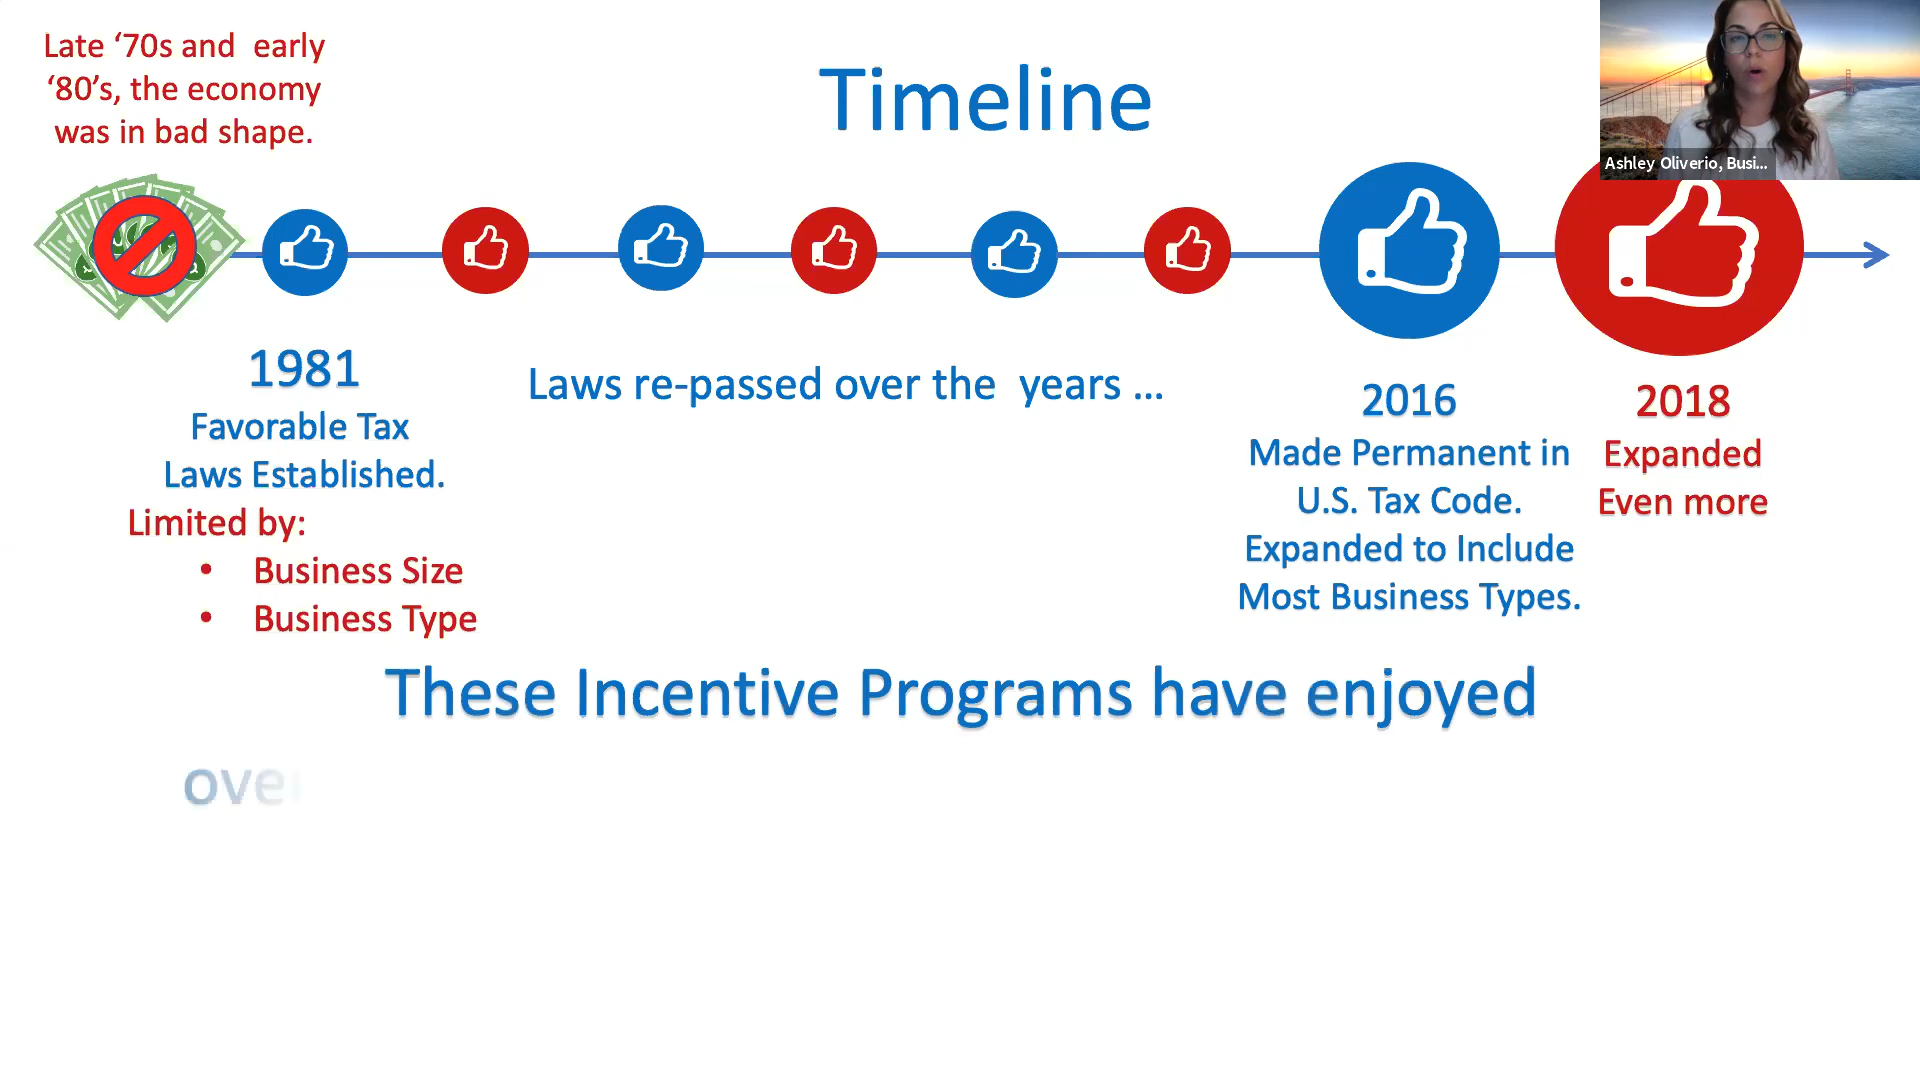 Late ‘70s and early
‘80’s, the economy
was in bad shape.
Timeline
Ashley Oliverio, Busi...
1981
Favorable Tax
Laws Established.
Limited by:
• Business Size
• Business Type
Laws re-passed over the years ...
2016
Made Permanent in
U.S. Tax Code.
Expanded to Include
Most Business Types.
2018
Expanded
Even more
These Incentive Programs have enjoyed
over